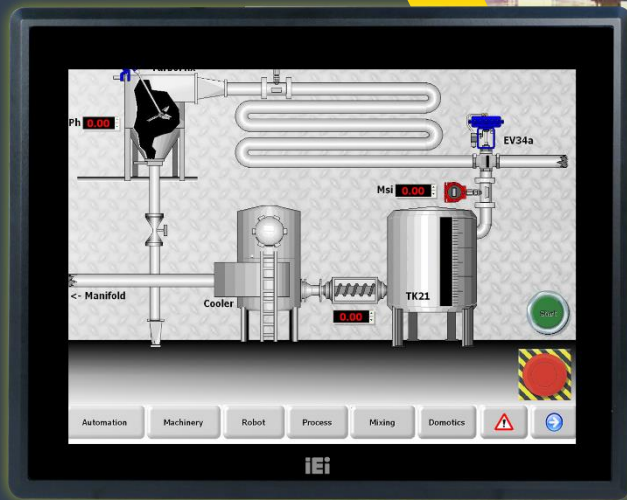 Ph 0.00
EV34a
Msi 0.00
<- Manifold
Cooler
TK21
0.00
Start
Automation
Machinery
Robot
Process
Mixing
Domotics
iEi